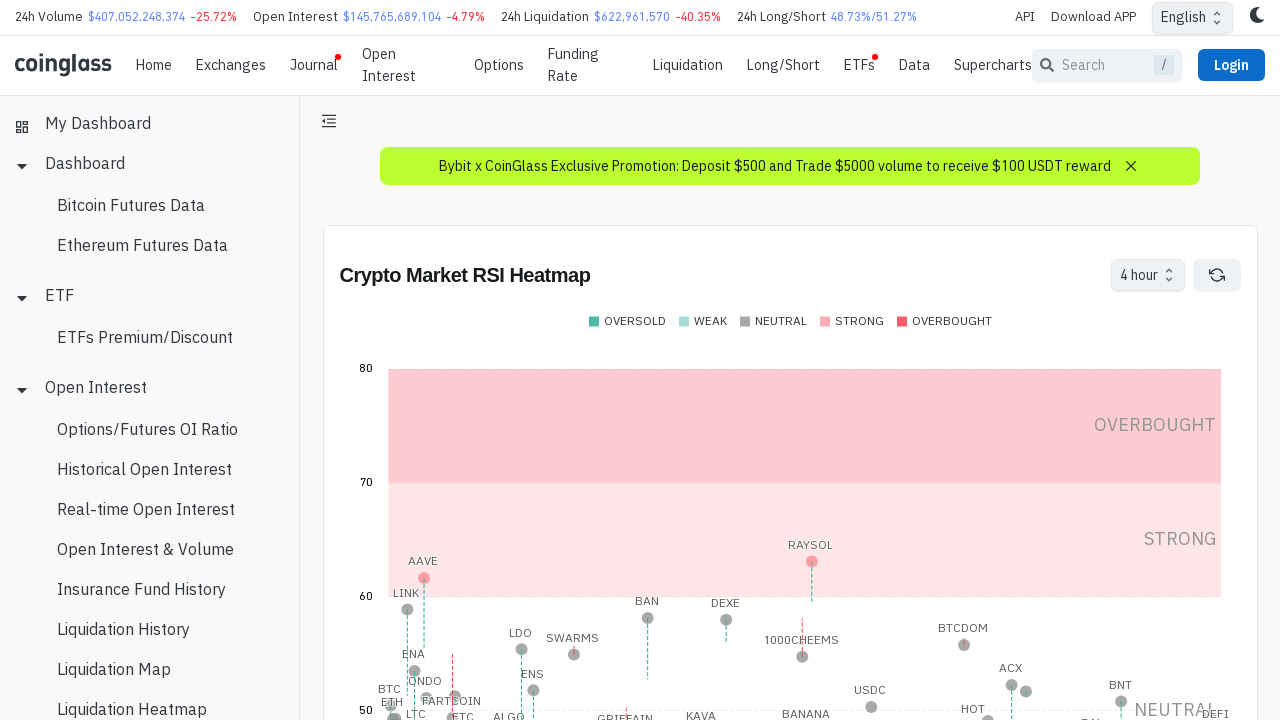 24h Volume $407,052,248,374 -25.72% Open Interest $145,765,689,104 -4.79% 24h Liquidation $622,961,570 -40.35% 24h Long/Short 48.73%/51.27% API Download APP English
coinglass Home Exchanges Journal Open Interest Options Funding Rate Liquidation Long/Short ETFs Data Supercharts Search / Login
My Dashboard
Dashboard
Bitcoin Futures Data
Ethereum Futures Data
ETF
ETFs Premium/Discount
Open Interest
Options/Futures OI Ratio
Historical Open Interest
Real-time Open Interest
Open Interest & Volume
Insurance Fund History
Liquidation History
Liquidation Map
Liquidation Heatmap
Bybit x CoinGlass Exclusive Promotion: Deposit $500 and Trade $5000 volume to receive $100 USDT reward
Crypto Market RSI Heatmap
4 hour
OVERSOLD WEAK NEUTRAL STRONG OVERBOUGHT
80
OVERBOUGHT
70
STRONG
RAYSOL
AAVE
60
LINK
BAN
DEXE
BTCDOM
LDO
SWARMS
1000CHEEMS
ENA
ACX
ENS
ONDO
BTC
BNT
USDC
ETH
FARTCOIN
HOT
50
NEUTRAL
LTC
ETC
ALGO
GRIFFAIN
KAVA
BANANA
DEFI